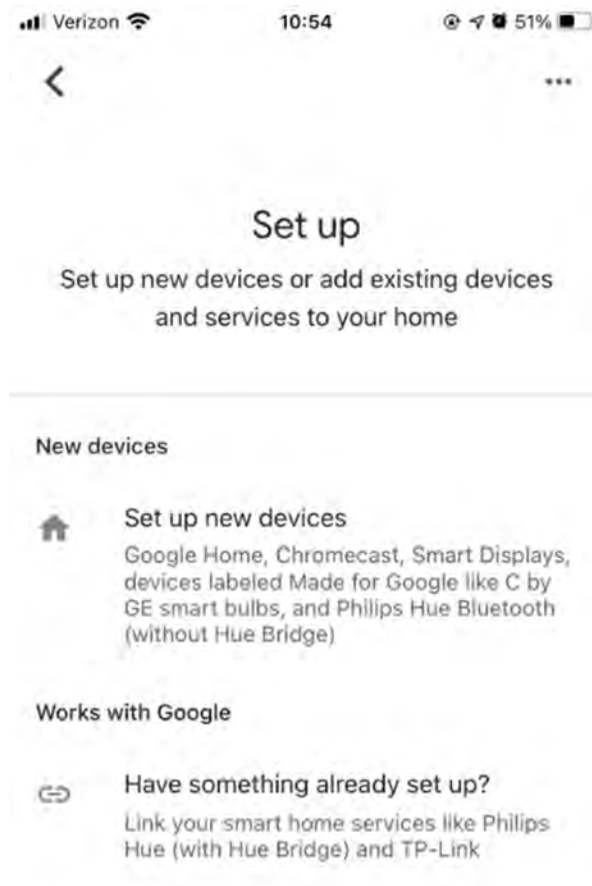 Verizon 10:54 51%
Set up
Set up new devices or add existing devices
and services to your home
New devices
Set up new devices
Google Home, Chromecast, Smart Displays,
devices labeled Made for Google like C by
GE smart bulbs, and Philips Hue Bluetooth
(without Hue Bridge)
Works with Google
Have something already set up?
Link your smart home services like Philips
Hue (with Hue Bridge) and TP-Link